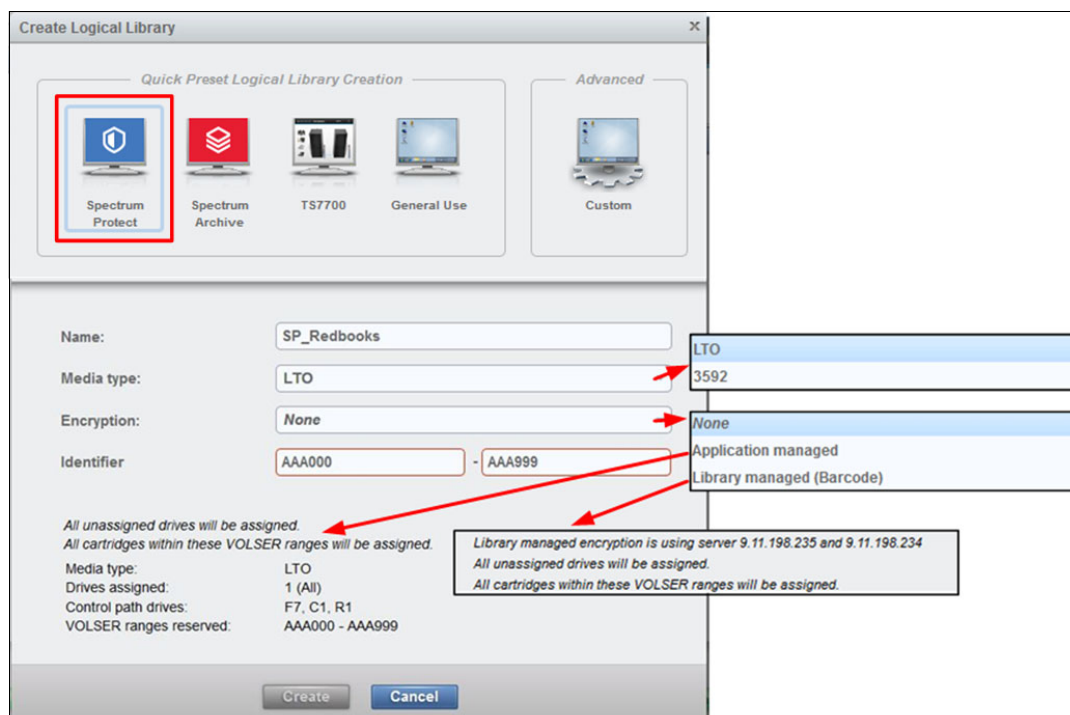 Create Logical Library x
Quick Preset Logical Library Creation
Advanced
Spectrum Protect
Spectrum Archive
TS7700
General Use
Custom
Name: SP_Redbooks
Media type: LTO
LTO
3592
Encryption: None
None
Application managed
Library managed (Barcode)
Identifier AAA000 - AAA999
All unassigned drives will be assigned.
All cartridges within these VOLSER ranges will be assigned.
Media type: LTO
Drives assigned: 1 (All)
Control path drives: F7, C1, R1
VOLSER ranges reserved: AAA000 - AAA999
Library managed encryption is using server 9.11.198.235 and 9.11.198.234
All unassigned drives will be assigned.
All cartridges within these VOLSER ranges will be assigned.
Create Cancel